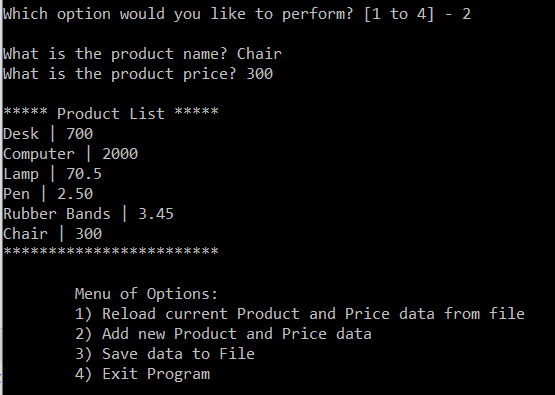 Which option would you like to perform? [1 to 4] - 2
What is the product name? Chair
What is the product price? 300
***** Product List *****
Desk | 700
Computer | 2000
Lamp | 70.5
Pen | 2.50
Rubber Bands | 3.45
Chair | 300
************************
Menu of Options:
1) Reload current Product and Price data from file
2) Add new Product and Price data
3) Save data to File
4) Exit Program